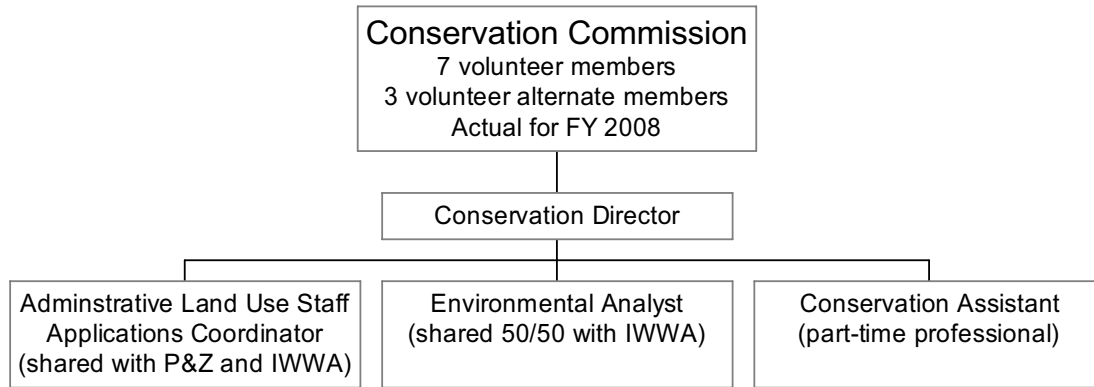 Conservation Commission
7 volunteer members
3 volunteer alternate members
Actual for FY 2008
Conservation Director
Adminstrative Land Use Staff
Applications Coordinator
(shared with P&Z and IWWA)
Environmental Analyst
(shared 50/50 with IWWA)
Conservation Assistant
(part-time professional)